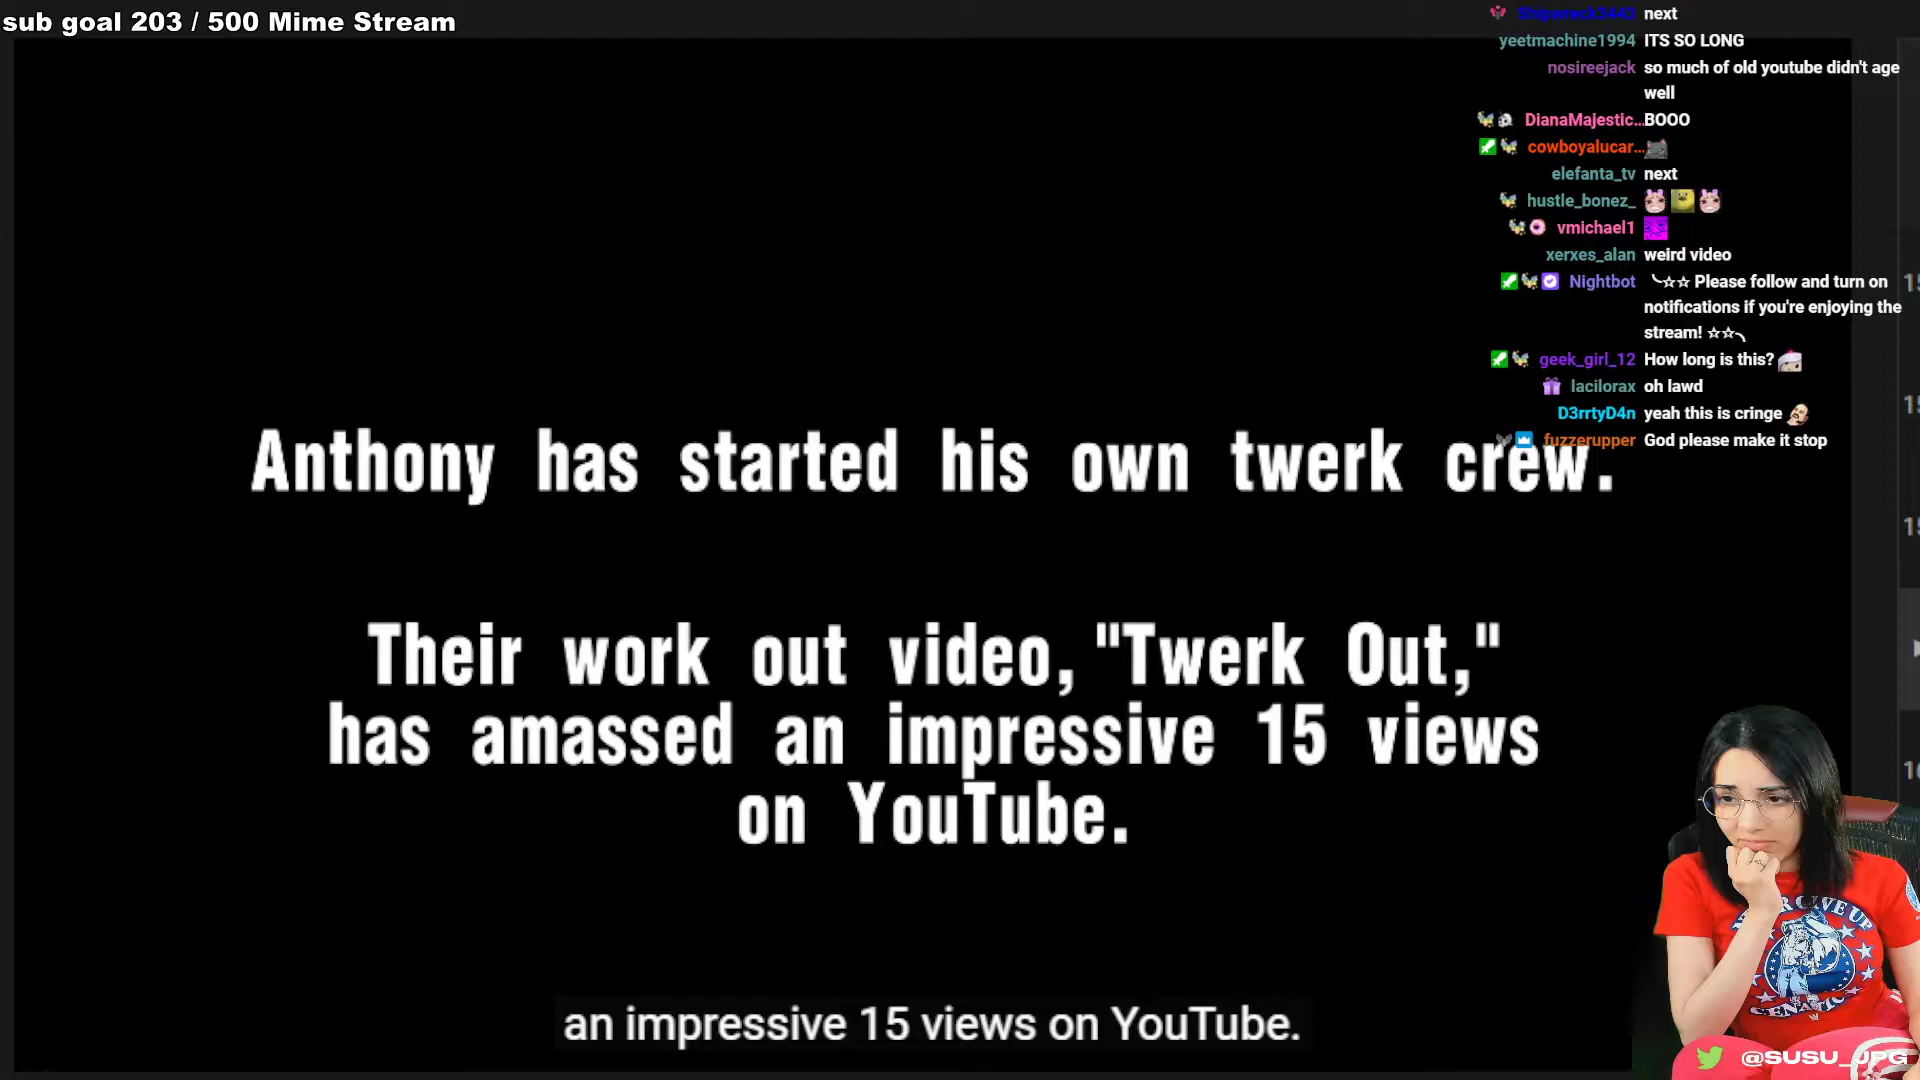 sub goal 203 / 500 Mime Stream
Shipwreck3443 next
yeetmachine1994 ITS SO LONG
nosireejack so much of old youtube didn't age
well
DianaMajestic... BOOO
cowboyalucar...
elefanta_tv next
hustle_bonez_
vmichael1
xerxes_alan weird video
Nightbot ╰☆☆ Please follow and turn on
notifications if you're enjoying the
stream! ☆☆╮
geek_girl_12 How long is this?
lacilorax oh lawd
D3rrtyD4n yeah this is cringe
fuzzerupper God please make it stop
Anthony has started his own twerk crew.
Their work out video, "Twerk Out,"
has amassed an impressive 15 views
on YouTube.
an impressive 15 views on YouTube.
@SUSU_JPG